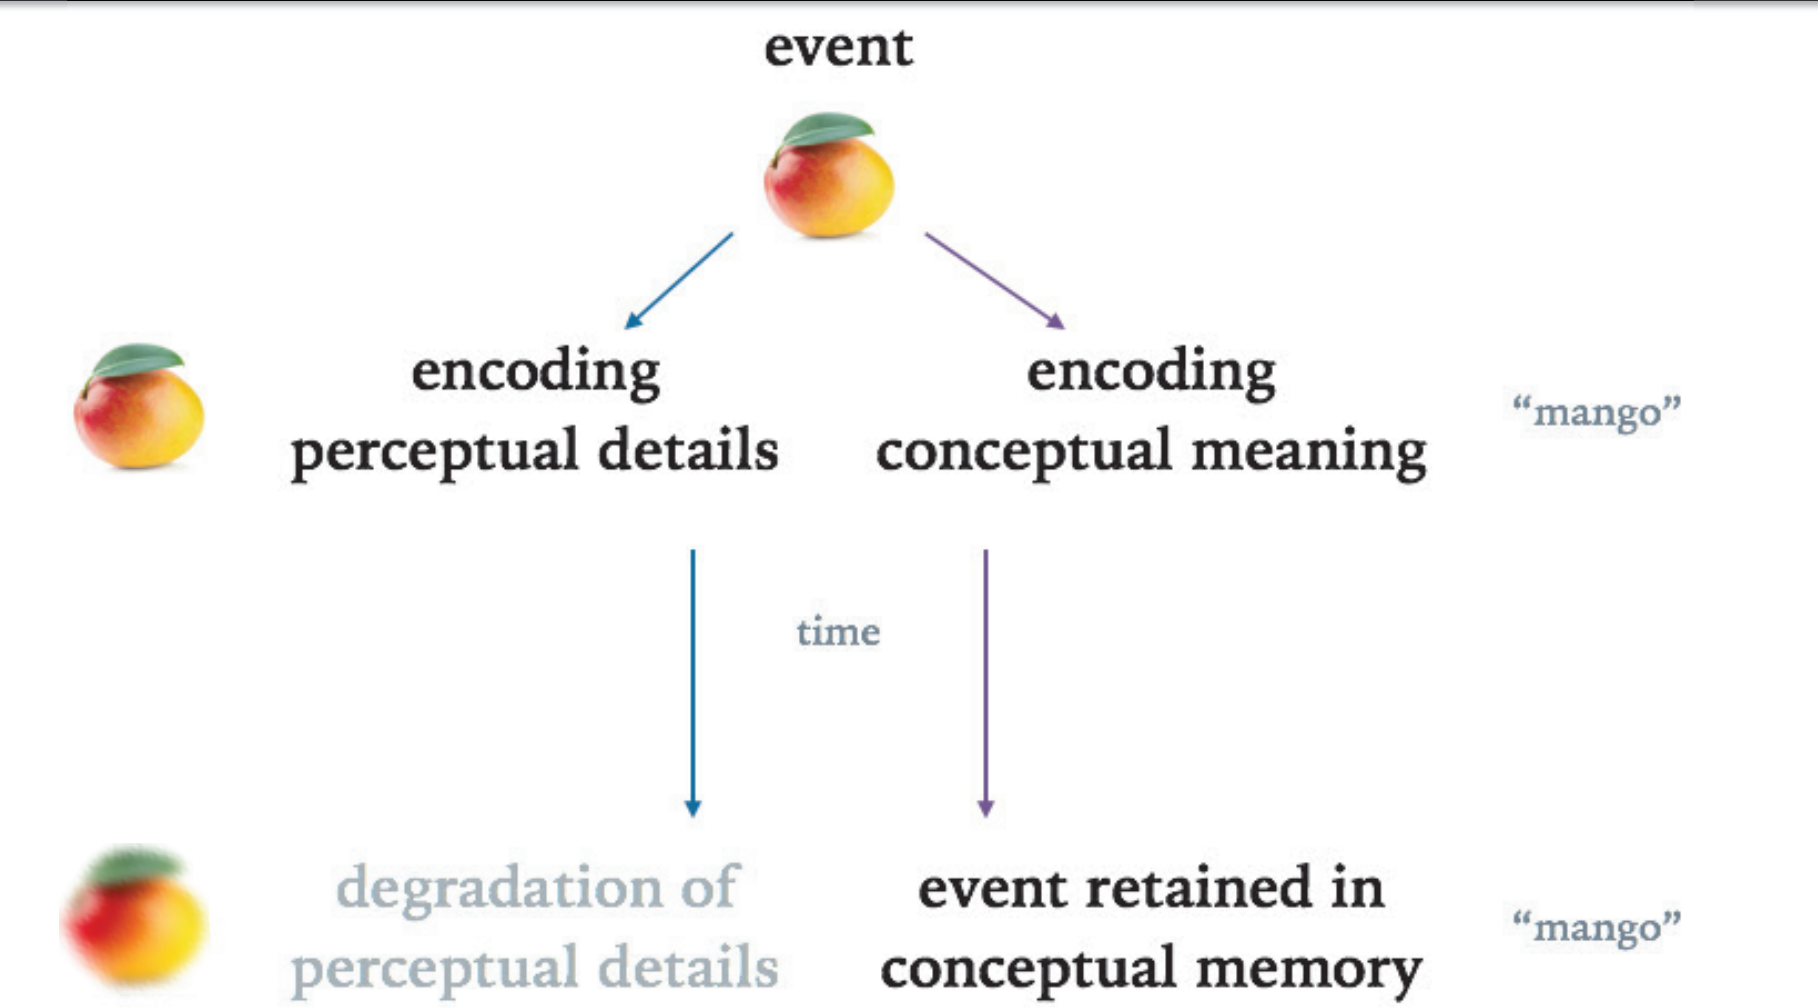 event
encoding
perceptual details
encoding
conceptual meaning
“mango”
time
degradation of
perceptual details
event retained in
conceptual memory
“mango”